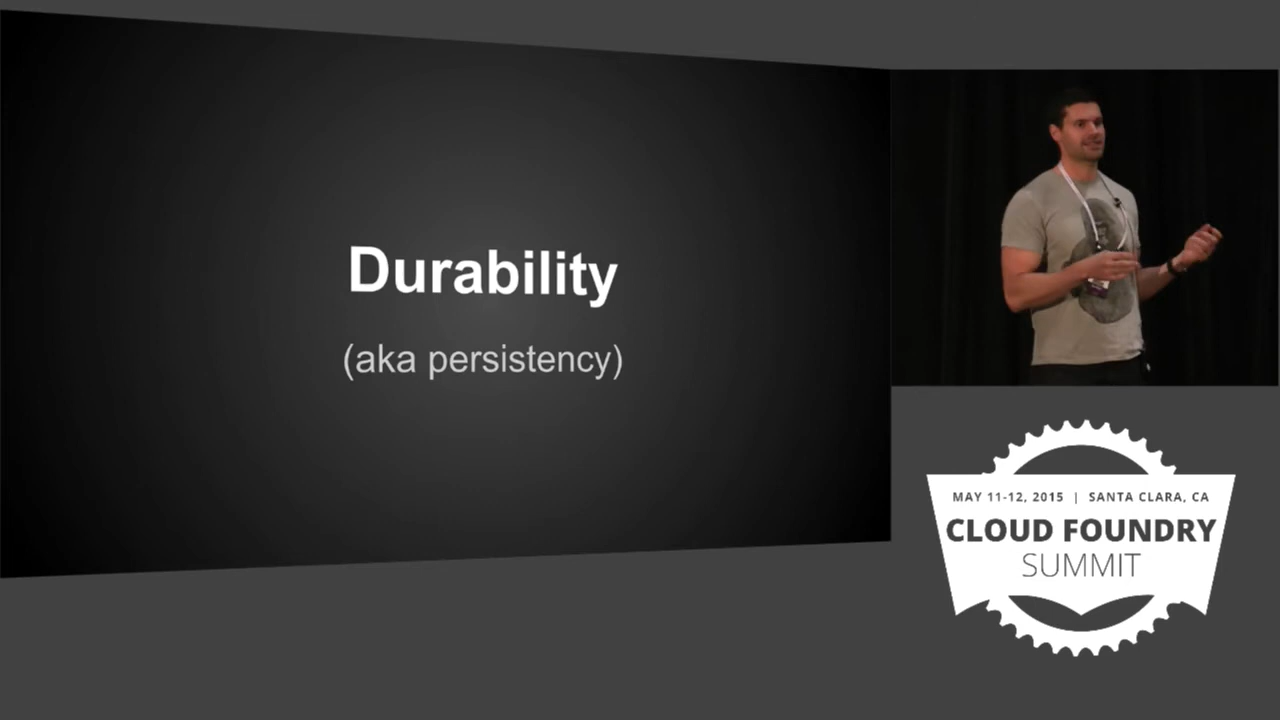 Durability
(aka persistency)
MAY 11-12, 2015 | SANTA CLARA, CA
CLOUD FOUNDRY
SUMMIT